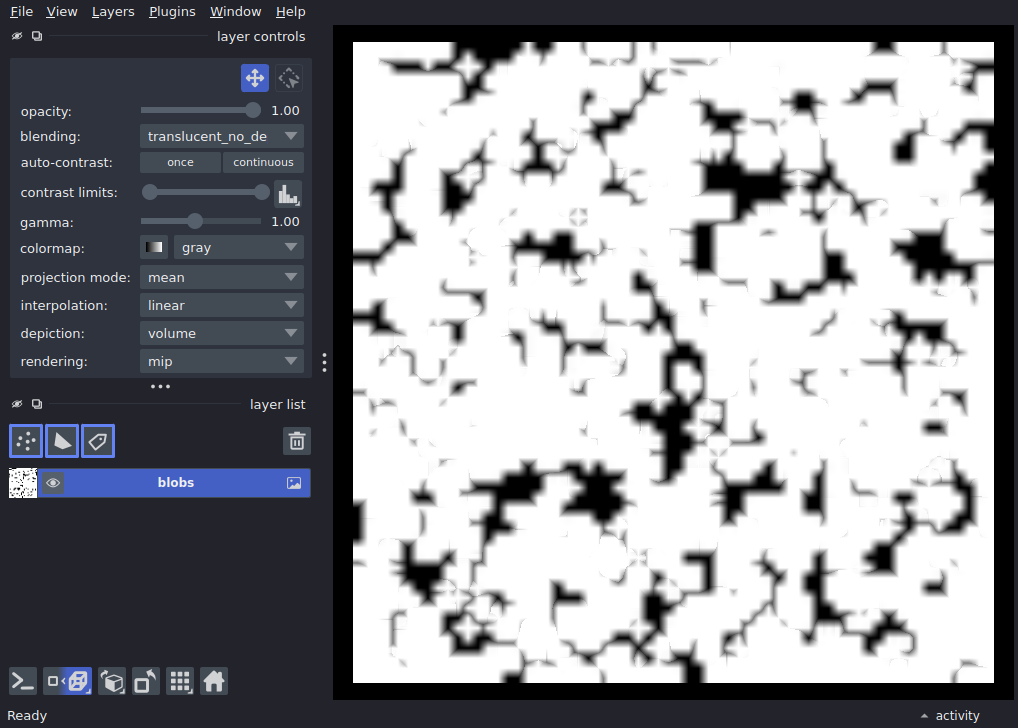 File View Layers Plugins Window Help
layer controls
opacity: 1.00
blending: translucent_no_de
auto-contrast: once continuous
contrast limits:
gamma: 1.00
colormap: gray
projection mode: mean
interpolation: linear
depiction: volume
rendering: mip
layer list
blobs
Ready activity